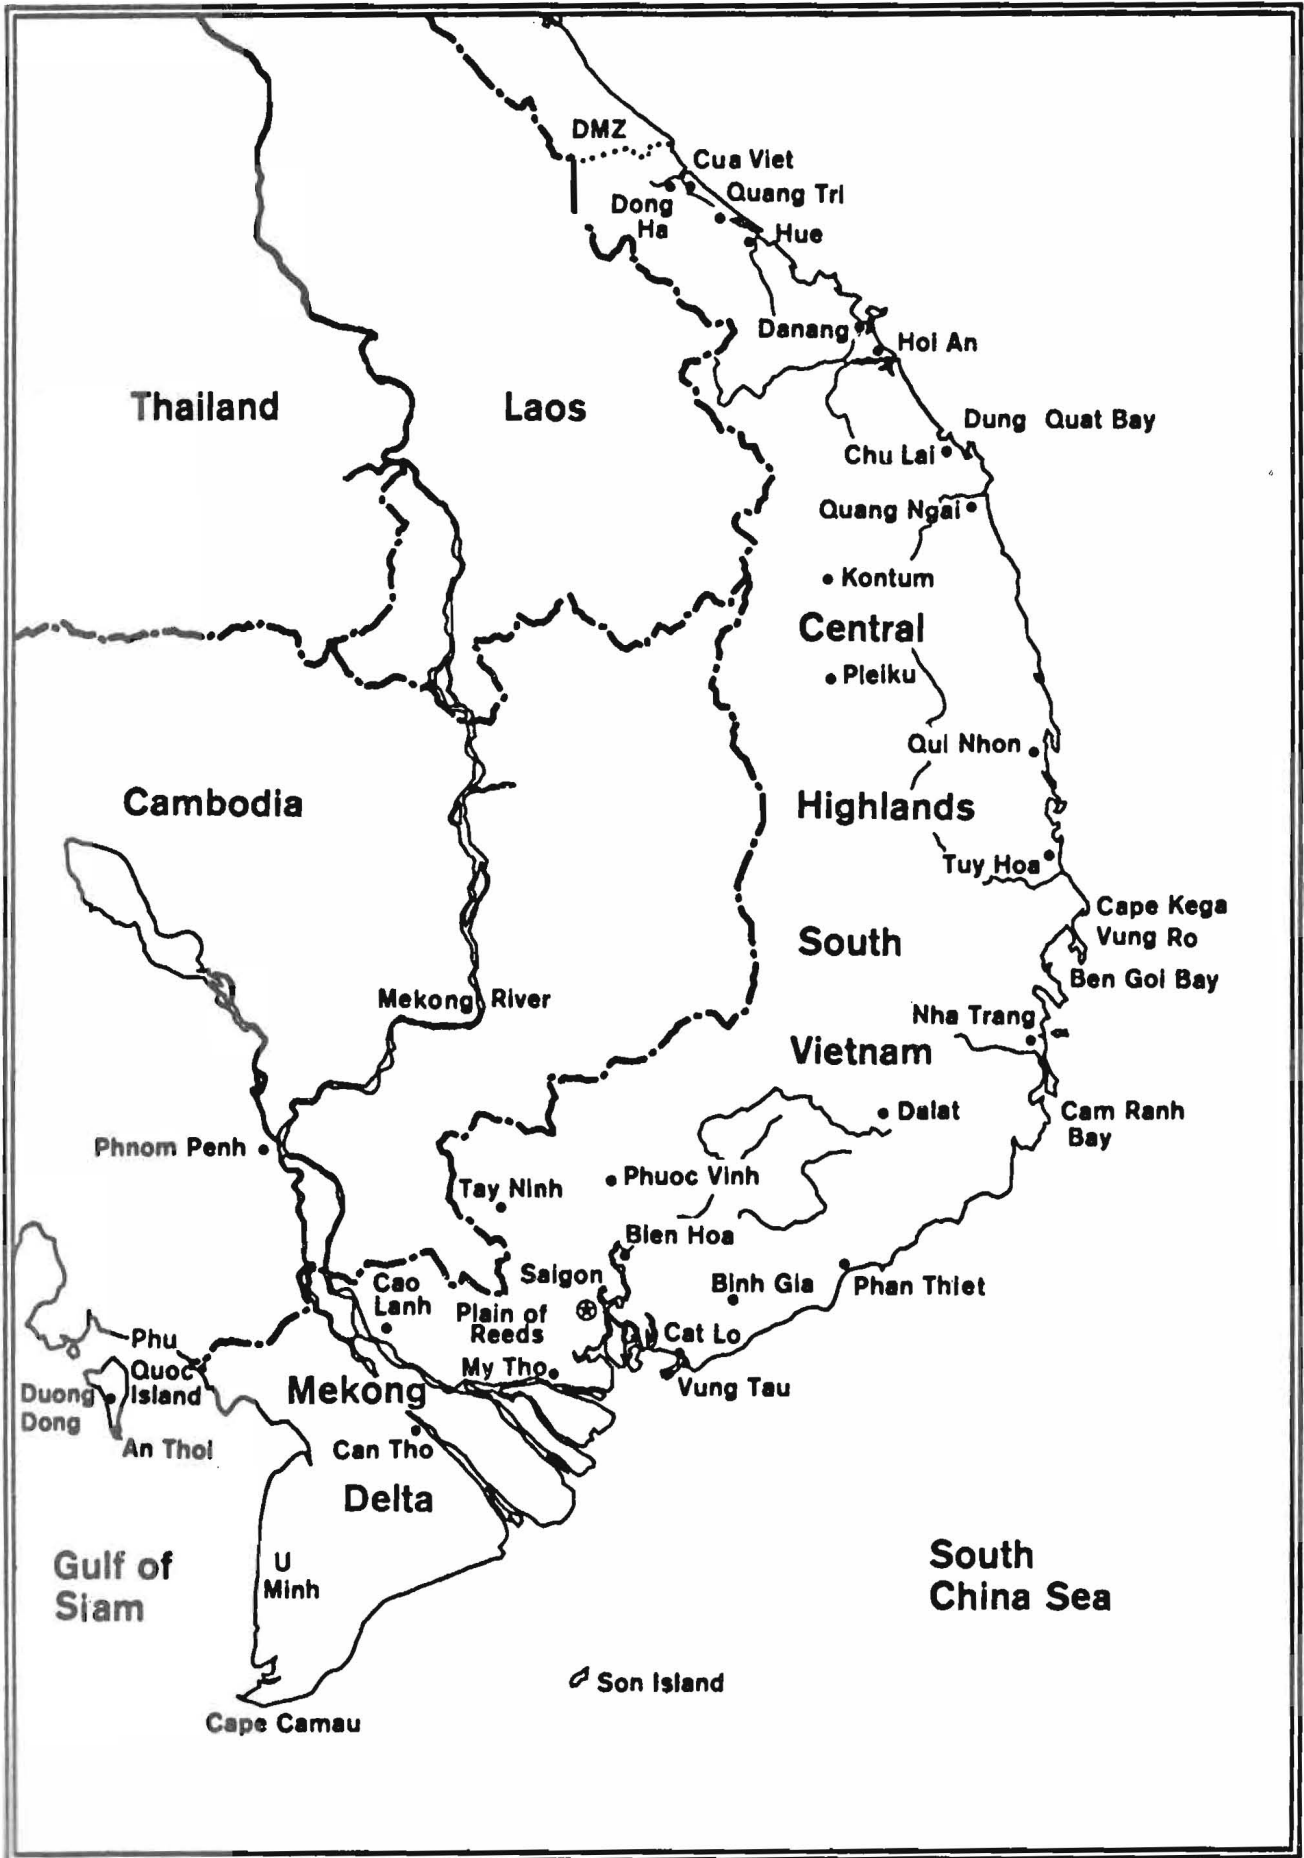 DMZ
Cua Viet
Quang Tri
Dong
Ha
Hue
Danang
Hoi An
Thailand
Laos
Dung Quat Bay
Chu Lai
Quang Ngai
Kontum
Central
Pleiku
Qui Nhon
Cambodia
Highlands
Tuy Hoa
Cape Kega
Vung Ro
South
Ben Goi Bay
Mekong River
Nha Trang
Vietnam
Dalat
Cam Ranh
Bay
Phnom Penh
Phuoc Vinh
Tay Ninh
Bien Hoa
Saigon
Cao
Lanh
Binh Gia
Phan Thiet
Plain of
Reeds
Cat Lo
Phu
Quoc
Island
My Tho
Vung Tau
Duong
Dong
Mekong
An Thoi
Can Tho
Delta
Gulf of
Siam
U
Minh
South
China Sea
Son Island
Cape Camau